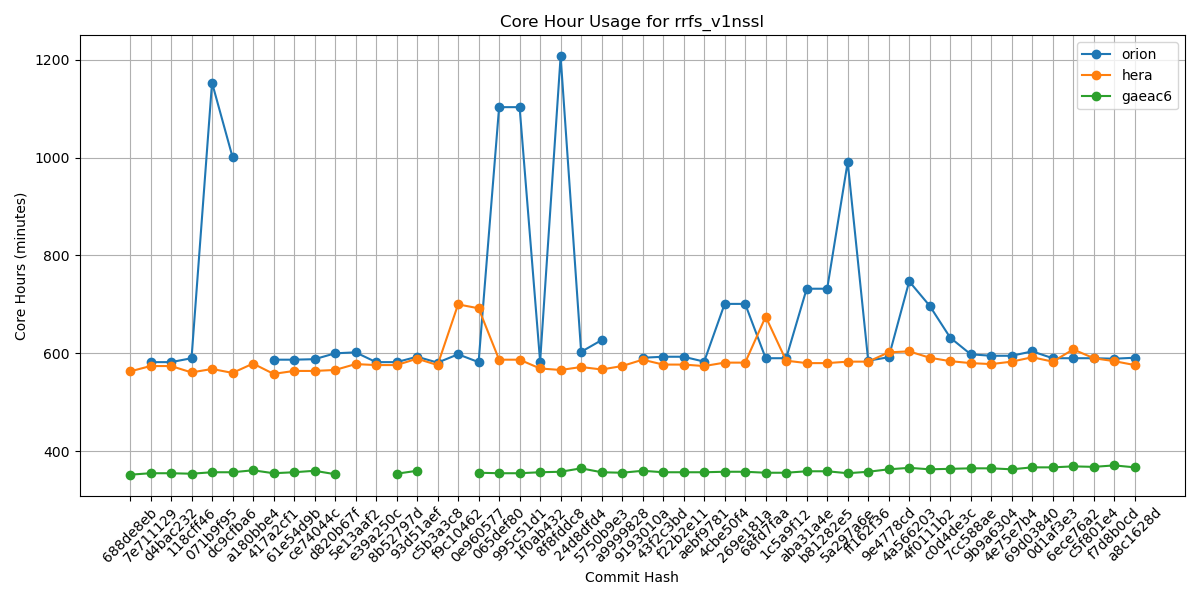 Core Hour Usage for rrfs_v1nssl
orion
hera
gaeac6
Core Hours (minutes)
1200
1000
800
600
400
688de8eb
7e711129
d4bac232
118cff46
071b9f95
dc9cfba6
a180bbe4
417a2cf1
61e54d9b
ce74044c
d820b67f
5e13aaf2
e39a250c
8b52797d
93d51aef
c5b3a3c8
f9c10462
0e960577
065def80
995c51d1
1f0ab432
8f8fddc8
24d8dfd4
5750b9e3
a9999828
9193010a
43f2c3bd
f22b2e11
aebf9781
4cbe50f4
269e181a
68fd7faa
1c5a9f12
aba31a4e
b81282e5
5a297a6e
ff162f36
9e4778cd
4a566203
4f0111b2
c0d4de3c
7cc588ae
9b9a6304
4e75e7b4
69d03840
0d1af3e3
6ece76a2
c5f801e4
f7d8b0cd
a8c1628d
Commit Hash